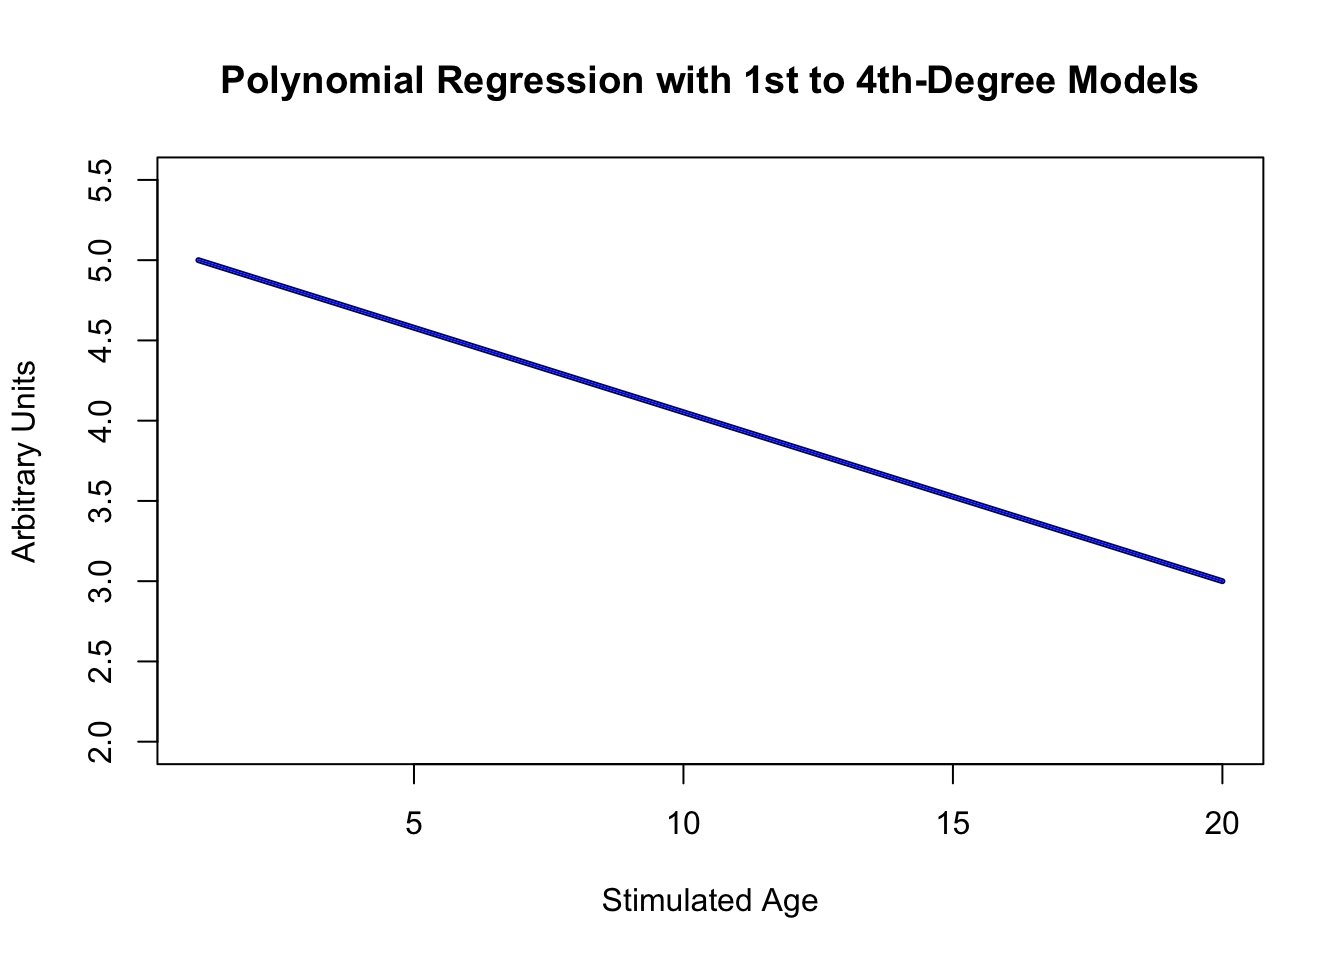 Polynomial Regression with 1st to 4th-Degree Models
Arbitrary Units
5.5
5.0
4.5
4.0
3.5
3.0
2.5
2.0
5 10 15 20
Stimulated Age